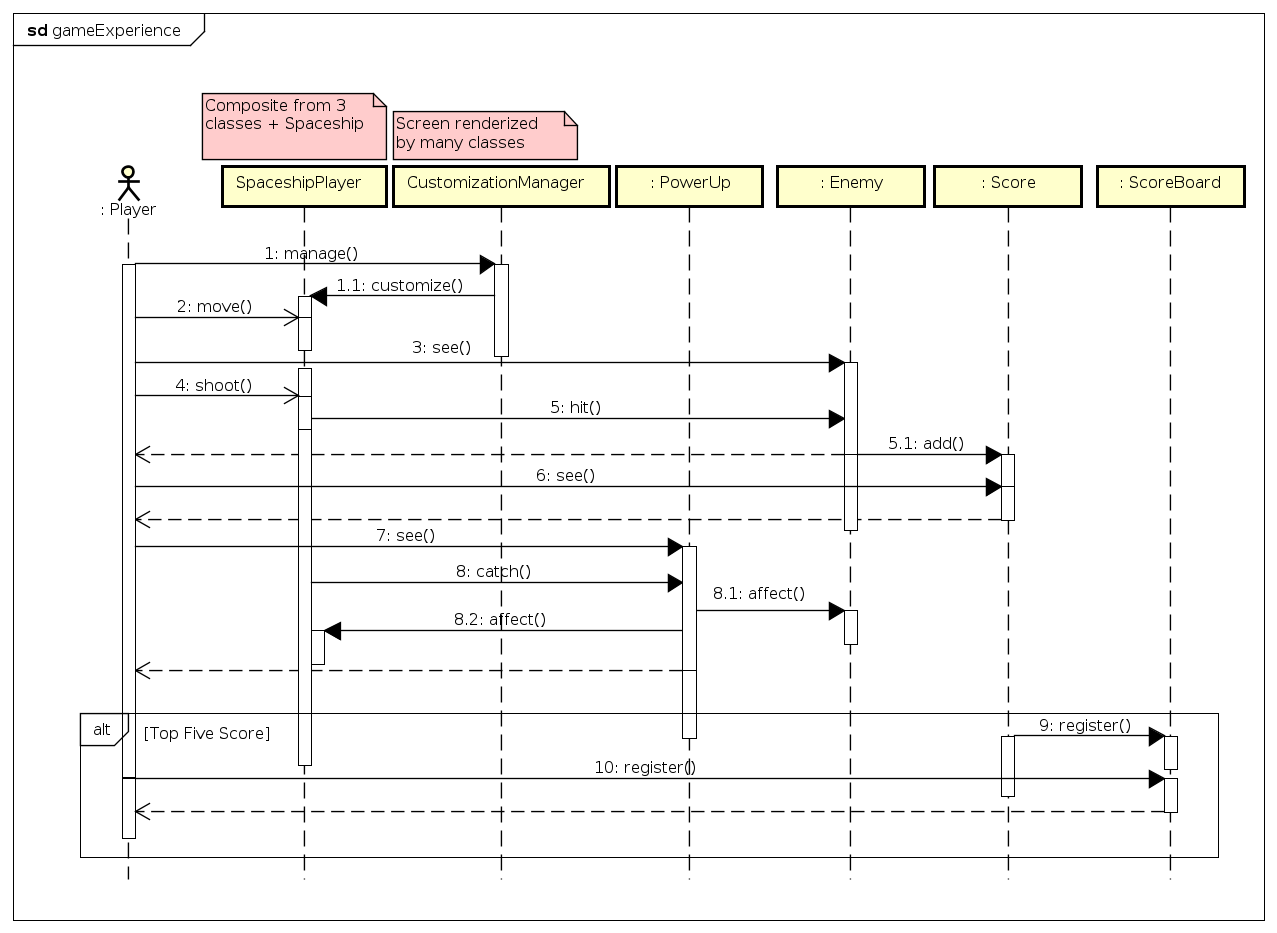 sd gameExperience
Composite from 3
classes + Spaceship
Screen renderized
by many classes
: Player
SpaceshipPlayer
CustomizationManager
: PowerUp
: Enemy
: Score
: ScoreBoard
1: manage()
1.1: customize()
2: move()
3: see()
4: shoot()
5: hit()
5.1: add()
6: see()
7: see()
8: catch()
8.1: affect()
8.2: affect()
alt
[Top Five Score]
9: register()
10: register()